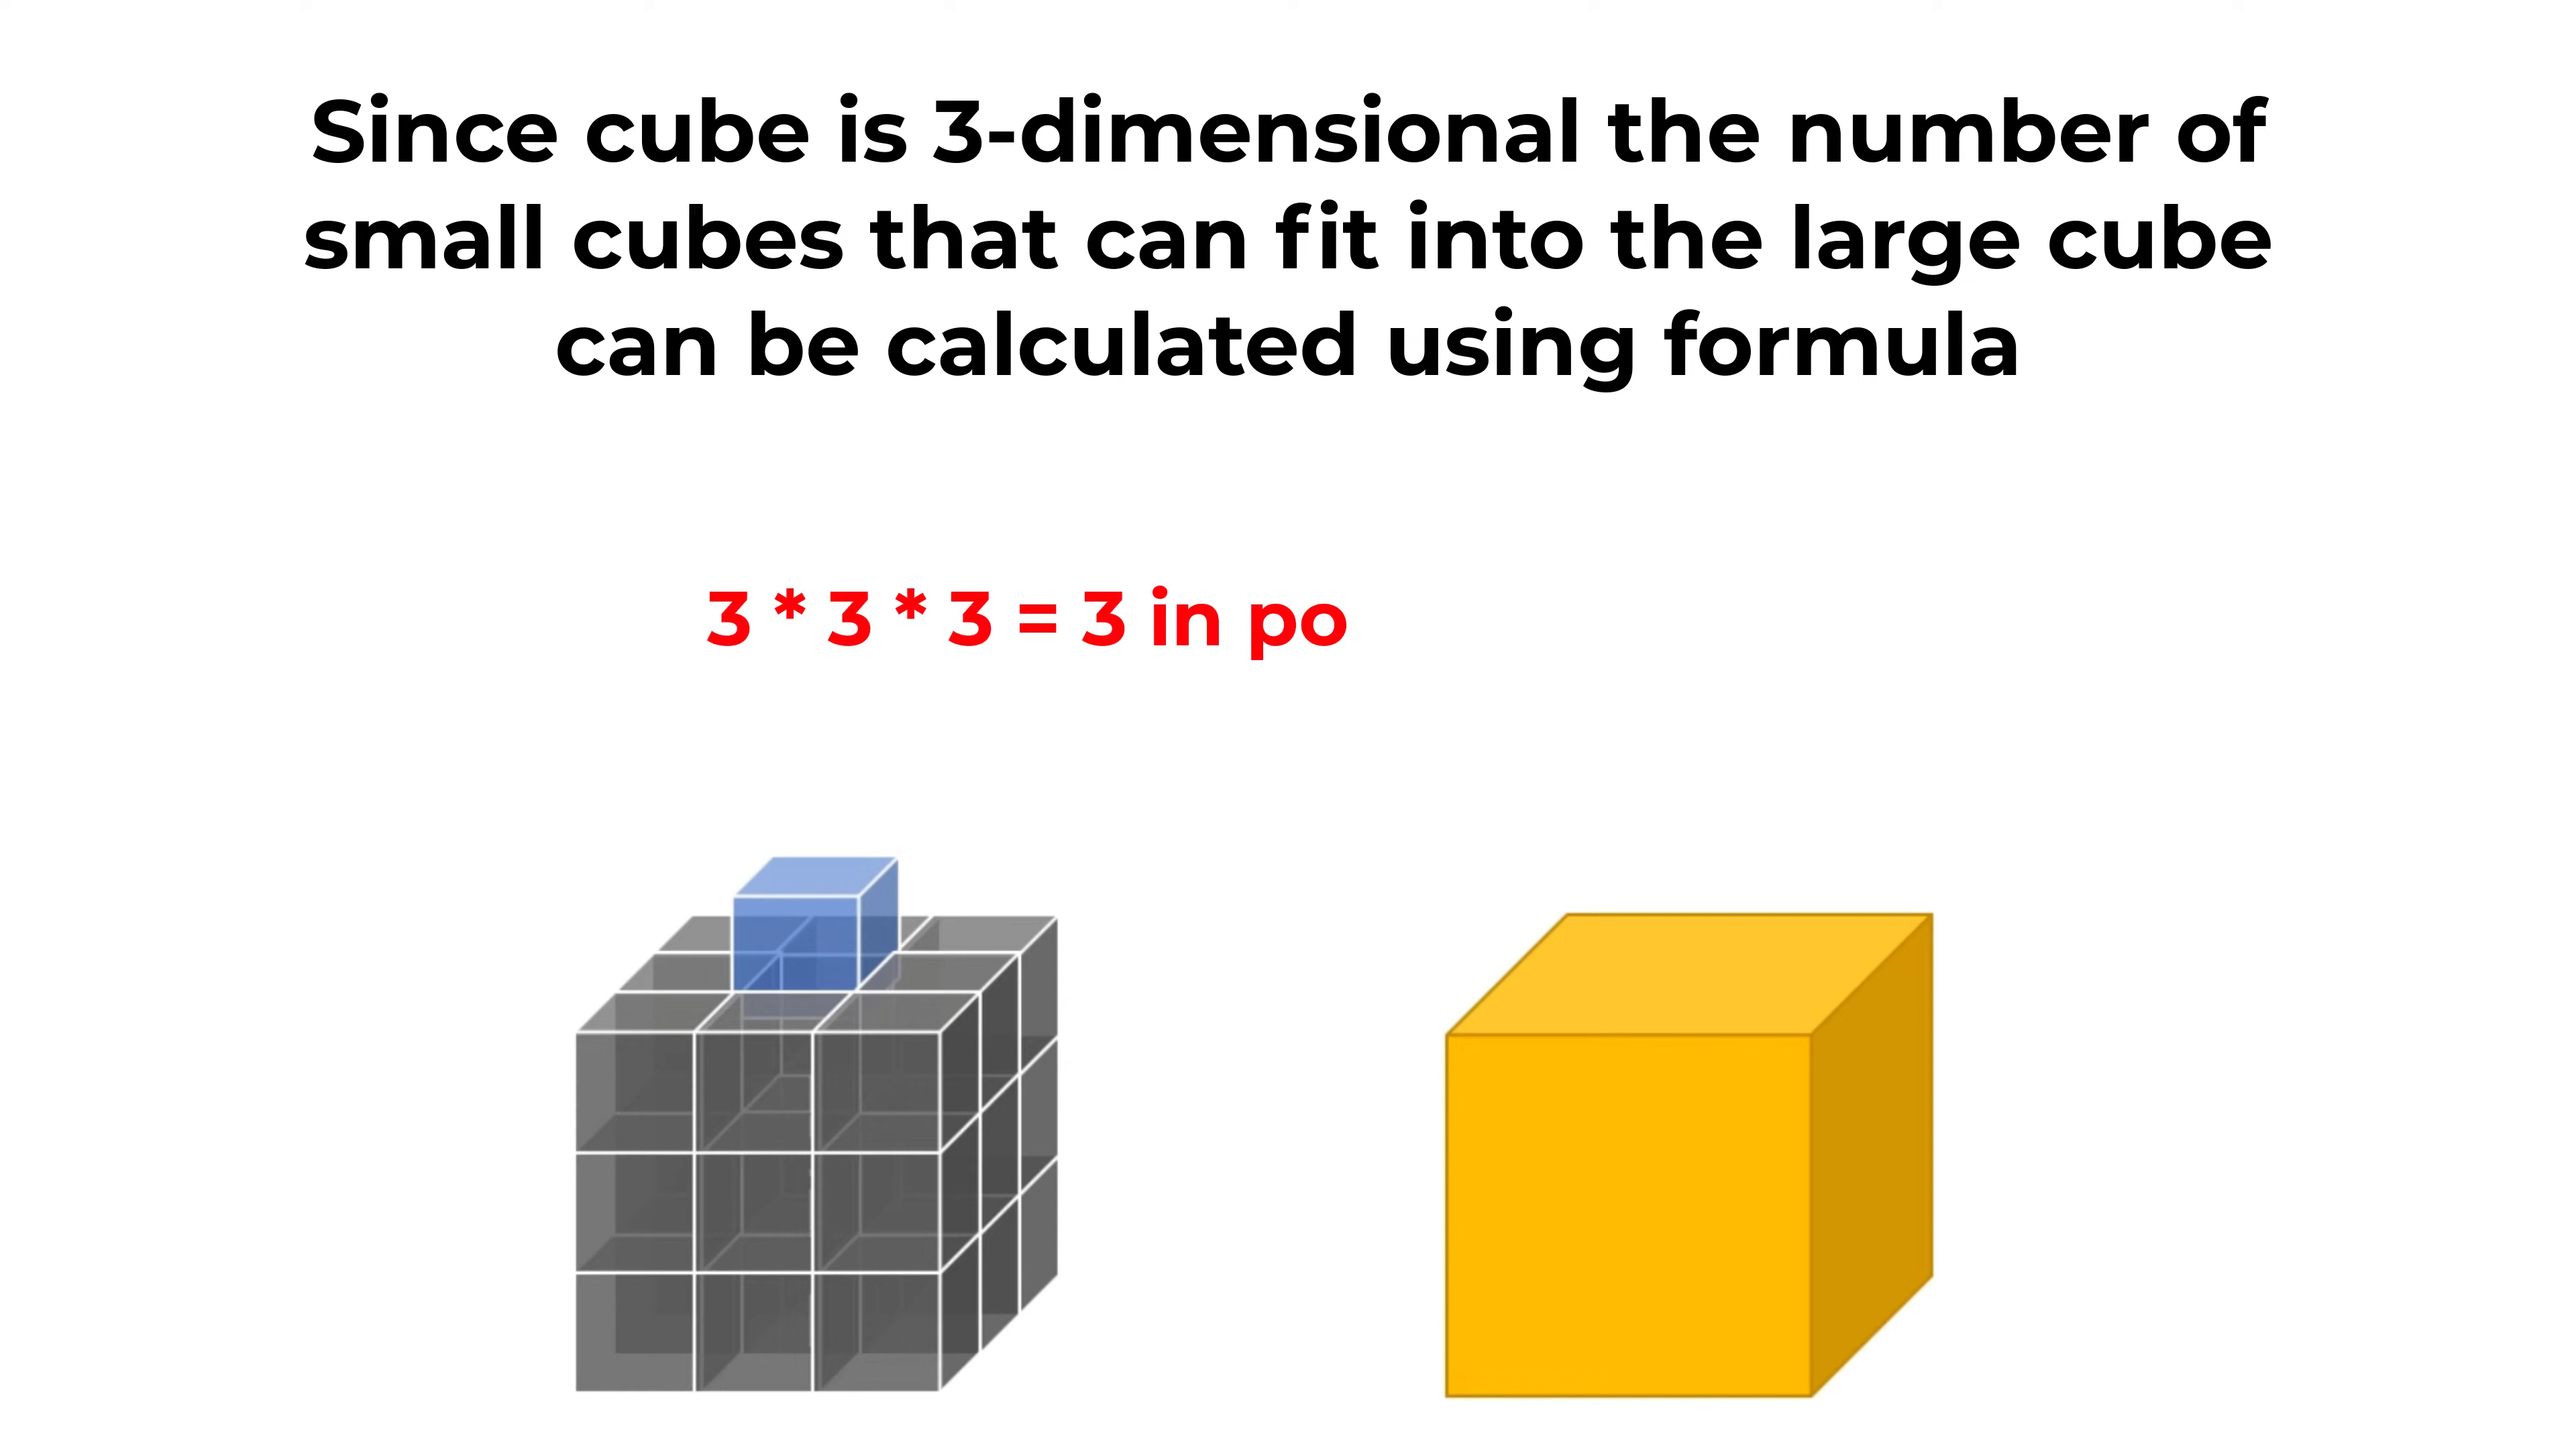 Since cube is 3-dimensional the number of
small cubes that can fit into the large cube
can be calculated using formula
3 * 3 * 3 = 3 in po